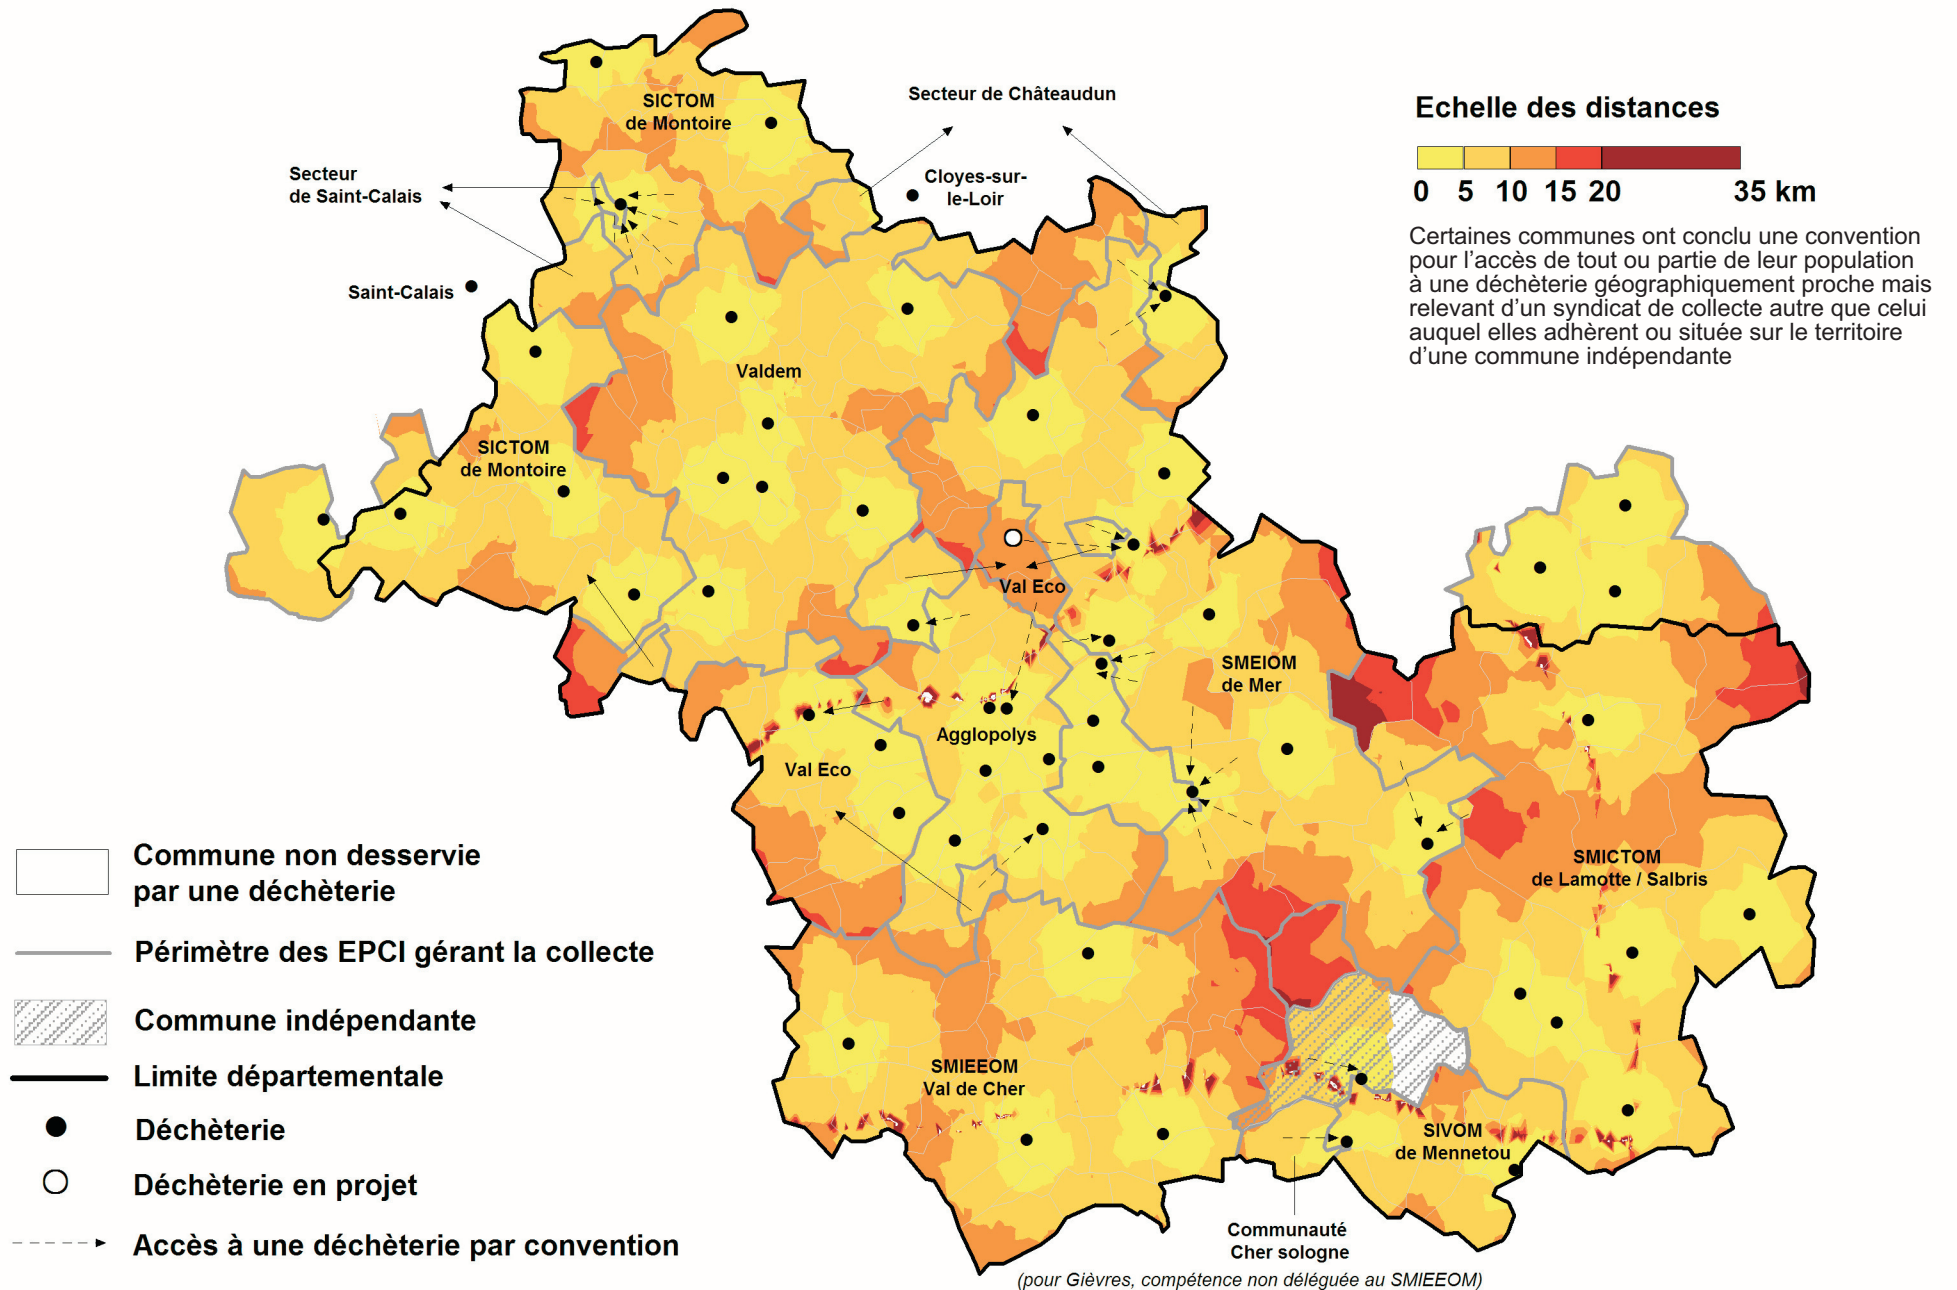 SICTOM
de Montoire
Secteur de Châteaudun
Cloyes-sur-
le-Loir
Secteur
de Saint-Calais
Saint-Calais
Valdem
SICTOM
de Montoire
Val Eco
SMEIOM
de Mer
Agglopolys
Val Eco
SMICTOM
de Lamotte / Salbris
SMIEEOM
Val de Cher
SIVOM
de Mennetou
Communauté
Cher sologne
(pour Gièvres, compétence non déléguée au SMIEEOM)
Echelle des distances
0 5 10 15 20 35 km
Certaines communes ont conclu une convention
pour l’accès de tout ou partie de leur population
à une déchèterie géographiquement proche mais
relevant d’un syndicat de collecte autre que celui
auquel elles adhèrent ou située sur le territoire
d’une commune indépendante
Commune non desservie
par une déchèterie
Périmètre des EPCI gérant la collecte
Commune indépendante
Limite départementale
Déchèterie
Déchèterie en projet
Accès à une déchèterie par convention